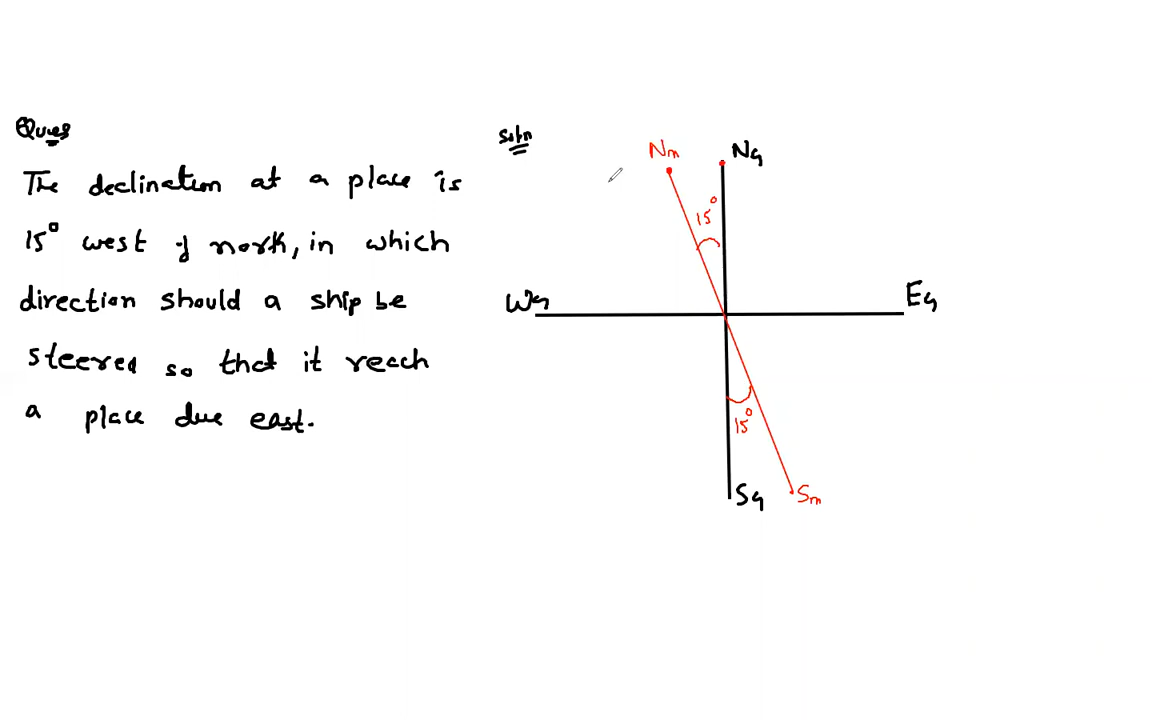 Ques
The declination at a place is
15° west of north, in which
direction should a ship be
steered so that it reach
a place due east.
Soln
Nm
NG
15°
WG
EG
15°
SG
Sm